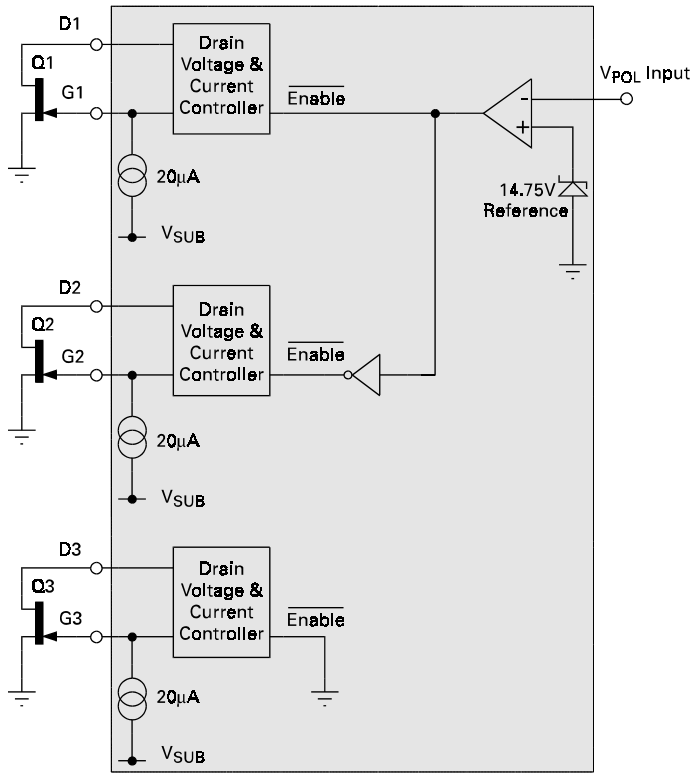 D1
Q1
G1
Drain
Voltage &
Current
Controller
Enable
VPOL Input
-
+
14.75V
Reference
20µA
VSUB
D2
Q2
G2
Drain
Voltage &
Current
Controller
Enable
20µA
VSUB
D3
Q3
G3
Drain
Voltage &
Current
Controller
Enable
20µA
VSUB